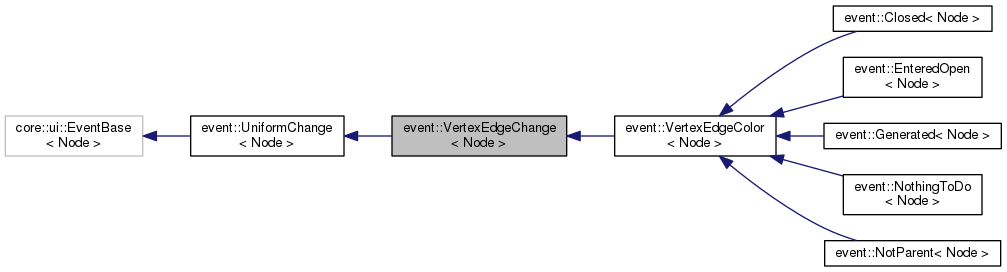 core::ui::EventBase
< Node >
event::UniformChange
< Node >
event::VertexEdgeChange
< Node >
event::VertexEdgeColor
< Node >
event::Closed< Node >
event::EnteredOpen
< Node >
event::Generated< Node >
event::NothingToDo
< Node >
event::NotParent< Node >